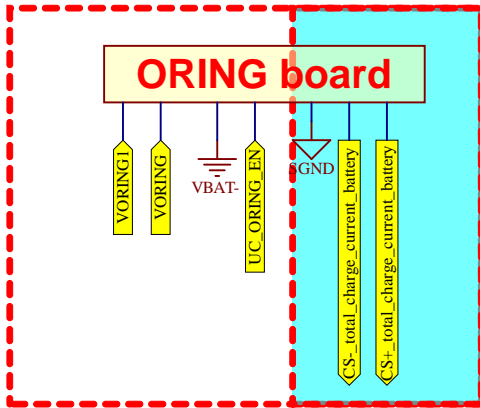 ORING board
VORING1
VORING
VBAT-
UC_ORING_EN
SGND
CS-_total_charge_current_battery
CS+_total_charge_current_battery